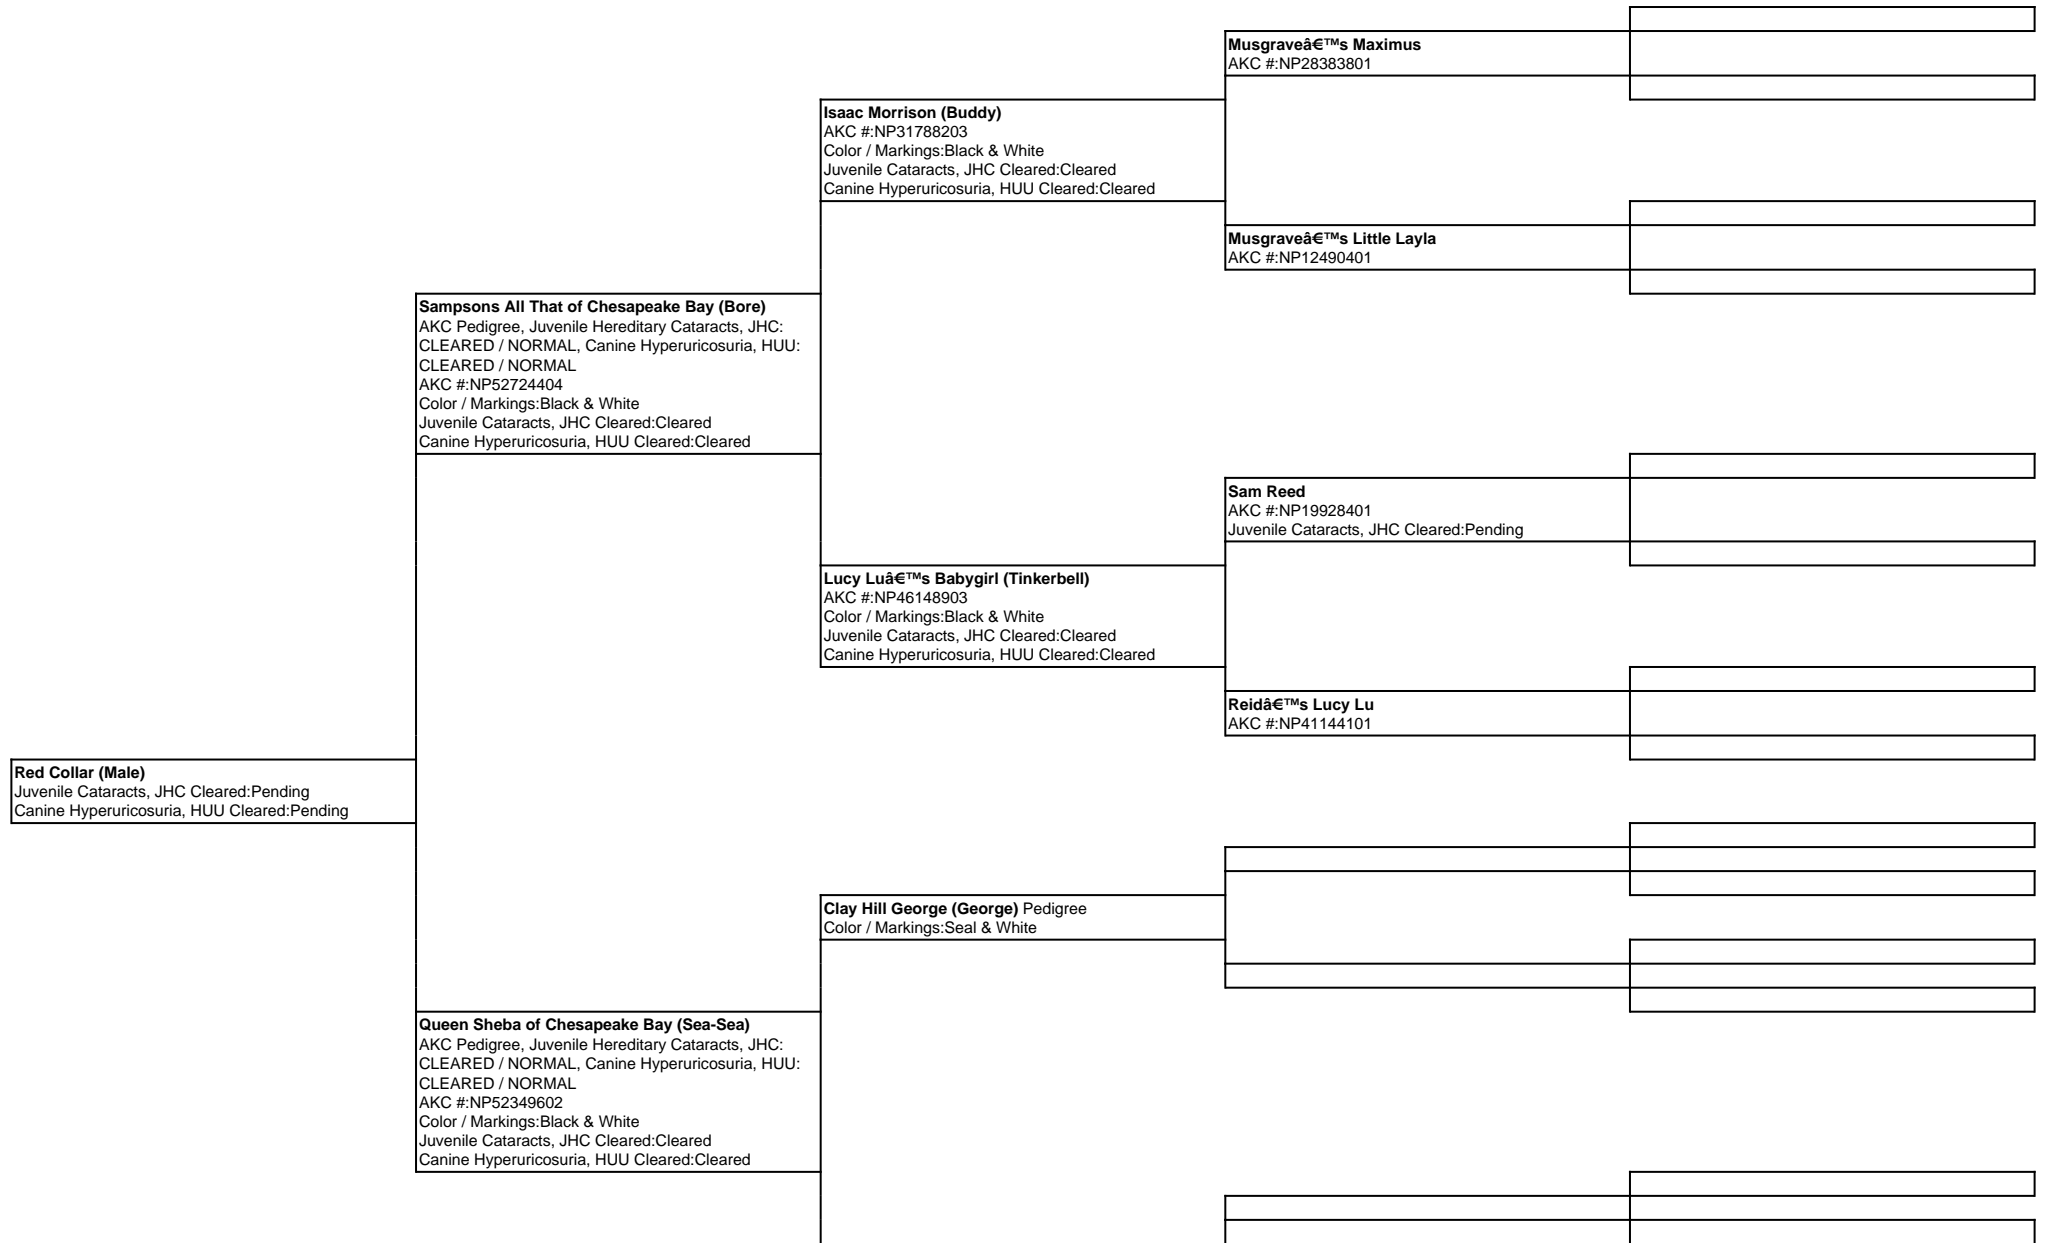 Musgraveâ€™s Maximus
AKC #:NP28383801
Isaac Morrison (Buddy)
AKC #:NP31788203
Color / Markings:Black & White
Juvenile Cataracts, JHC Cleared:Cleared
Canine Hyperuricosuria, HUU Cleared:Cleared
Musgraveâ€™s Little Layla
AKC #:NP12490401
Sampsons All That of Chesapeake Bay (Bore)
AKC Pedigree, Juvenile Hereditary Cataracts, JHC:
CLEARED / NORMAL, Canine Hyperuricosuria, HUU:
CLEARED / NORMAL
AKC #:NP52724404
Color / Markings:Black & White
Juvenile Cataracts, JHC Cleared:Cleared
Canine Hyperuricosuria, HUU Cleared:Cleared
Sam Reed
AKC #:NP19928401
Juvenile Cataracts, JHC Cleared:Pending
Lucy Luâ€™s Babygirl (Tinkerbell)
AKC #:NP46148903
Color / Markings:Black & White
Juvenile Cataracts, JHC Cleared:Cleared
Canine Hyperuricosuria, HUU Cleared:Cleared
Reidâ€™s Lucy Lu
AKC #:NP41144101
Red Collar (Male)
Juvenile Cataracts, JHC Cleared:Pending
Canine Hyperuricosuria, HUU Cleared:Pending
Clay Hill George (George) Pedigree
Color / Markings:Seal & White
Queen Sheba of Chesapeake Bay (Sea-Sea)
AKC Pedigree, Juvenile Hereditary Cataracts, JHC:
CLEARED / NORMAL, Canine Hyperuricosuria, HUU:
CLEARED / NORMAL
AKC #:NP52349602
Color / Markings:Black & White
Juvenile Cataracts, JHC Cleared:Cleared
Canine Hyperuricosuria, HUU Cleared:Cleared